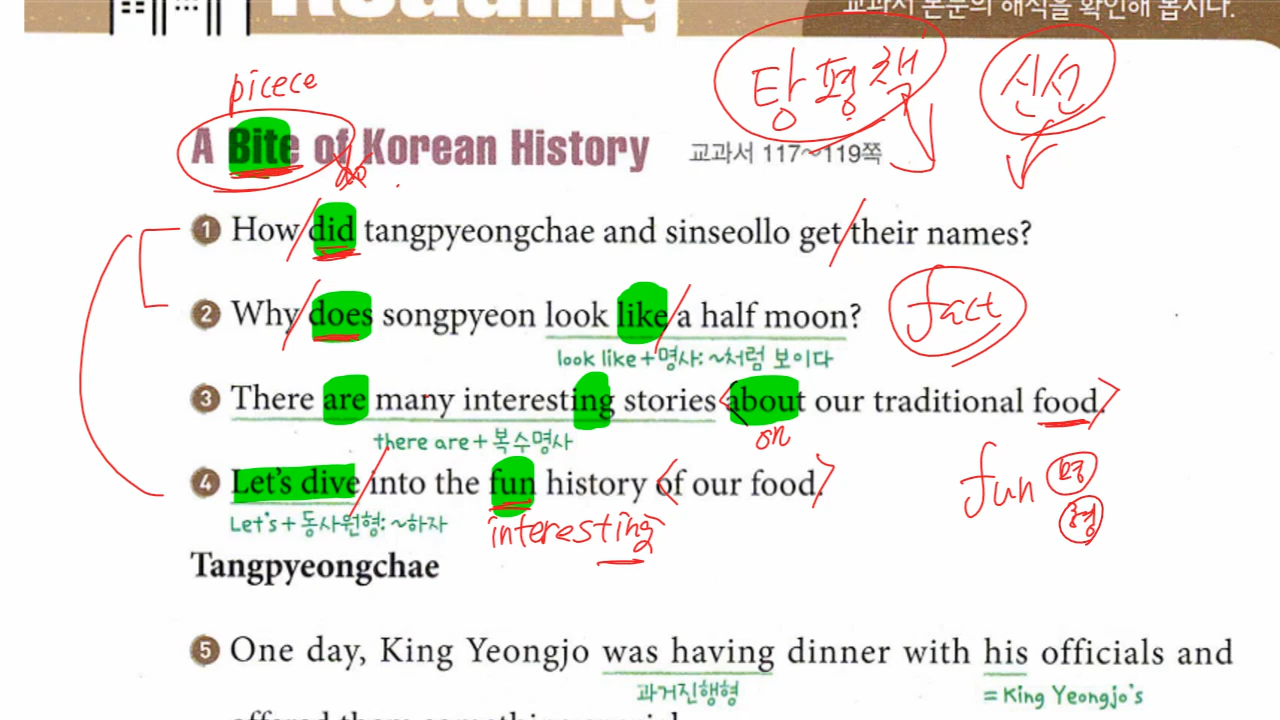 Reading
교과서 본문의 해석을 확인해 봅시다.
탕평책
신선
picece
A Bite of Korean History
교과서 117~119쪽
1 How did tangpyeongchae and sinseollo get their names?
2 Why does songpyeon look like a half moon?
fact
look like+명사: ~처럼 보이다
3 There are many interesting stories about our traditional food.
there are+복수명사
on
4 Let's dive into the fun history of our food.
fun 명
형
Let's+동사원형: ~하자
interesting
Tangpyeongchae
5 One day, King Yeongjo was having dinner with his officials and
과거진행형
=King Yeongjo's
offered them something special.